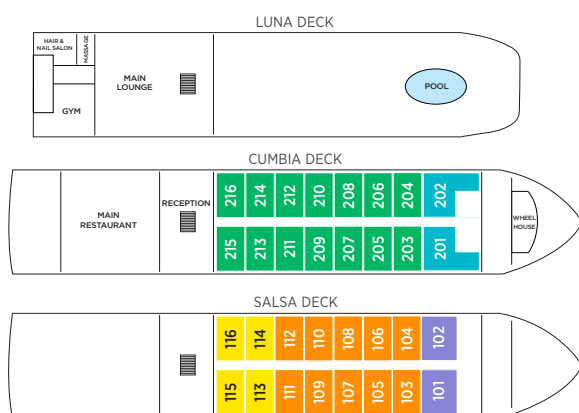 LUNA DECK
HAIR &
NAIL SALON
MASSAGE
MAIN
LOUNGE
GYM
POOL
CUMBIA DECK
216 214 212 210 208 206 204 202
MAIN
RESTAURANT
RECEPTION
WHEEL
HOUSE
215 213 211 209 207 205 203 201
SALSA DECK
116 114 112 110 108 106 104 102
115 113 111 109 107 105 103 101